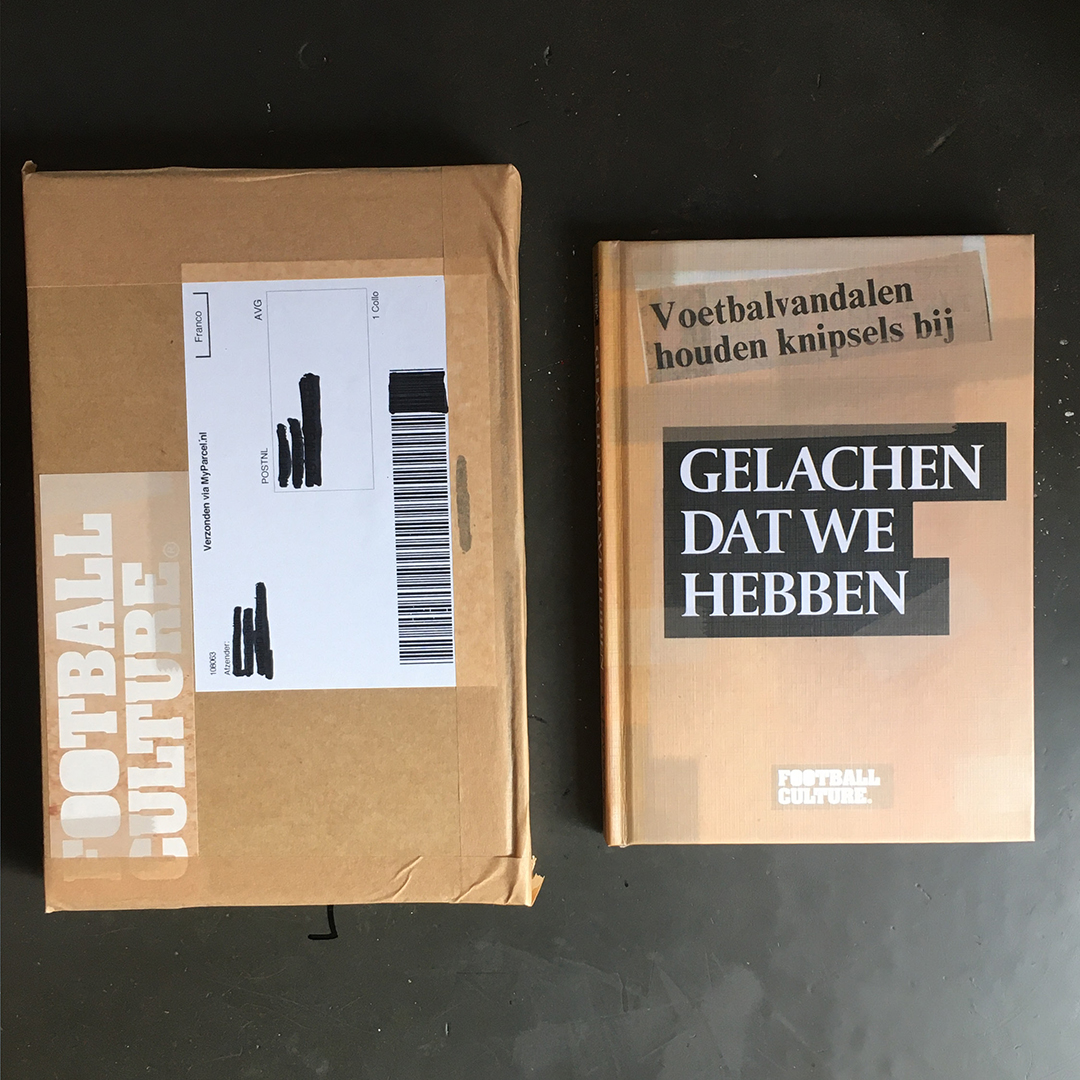 FOOTBALL
CULTURE®
108063
Afzender:
Verzonden via MyParcel.nl
Franco
POSTNL
AVG
1 Collo
Voetbalvandalen
houden knipsels bij
GELACHEN
DAT WE
HEBBEN
FOOTBALL
CULTURE.